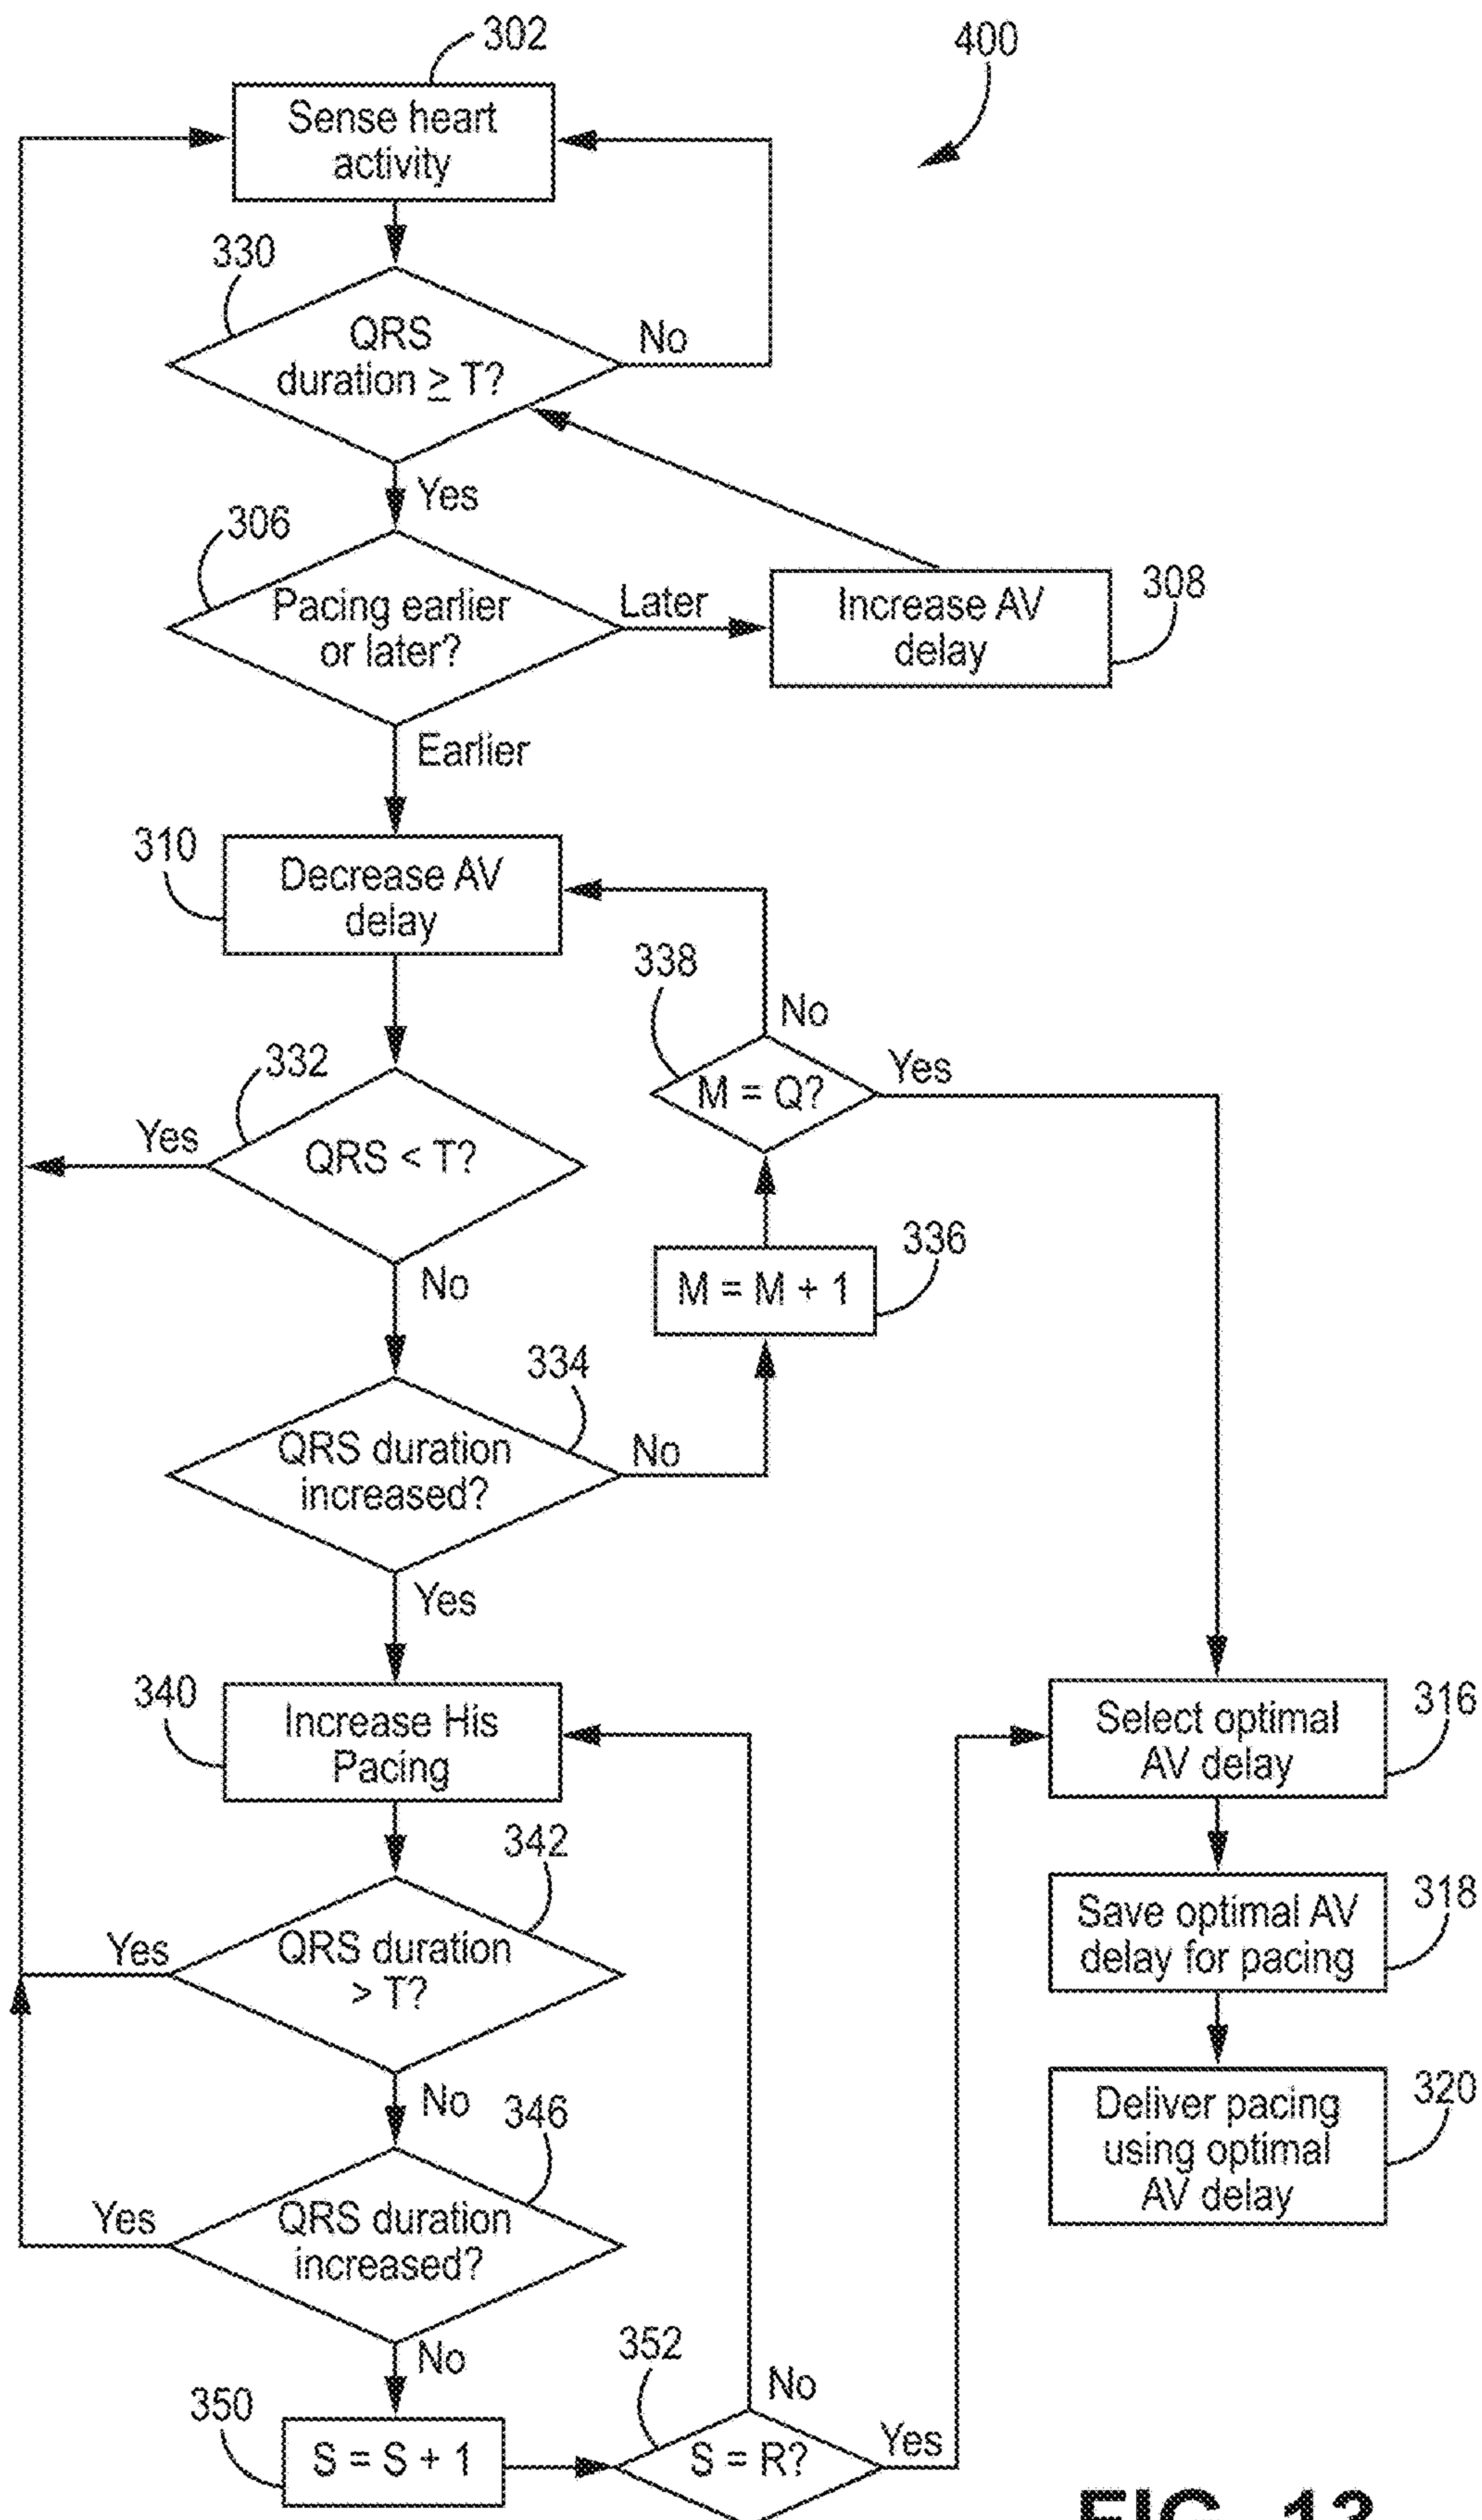 302
400
Sense heart
activity
330
QRS
duration ≥ T?
No
Yes
306
Pacing earlier
or later?
Later
Increase AV
delay
308
Earlier
310
Decrease AV
delay
338
No
M = Q?
Yes
332
Yes
QRS < T?
No
336
M = M + 1
334
QRS duration
increased?
No
Yes
340
Increase His
Pacing
316
Select optimal
AV delay
342
QRS duration
> T?
Yes
No
318
Save optimal AV
delay for pacing
346
QRS duration
increased?
Yes
No
320
Deliver pacing
using optimal
AV delay
350
S = S + 1
352
No
S = R?
Yes